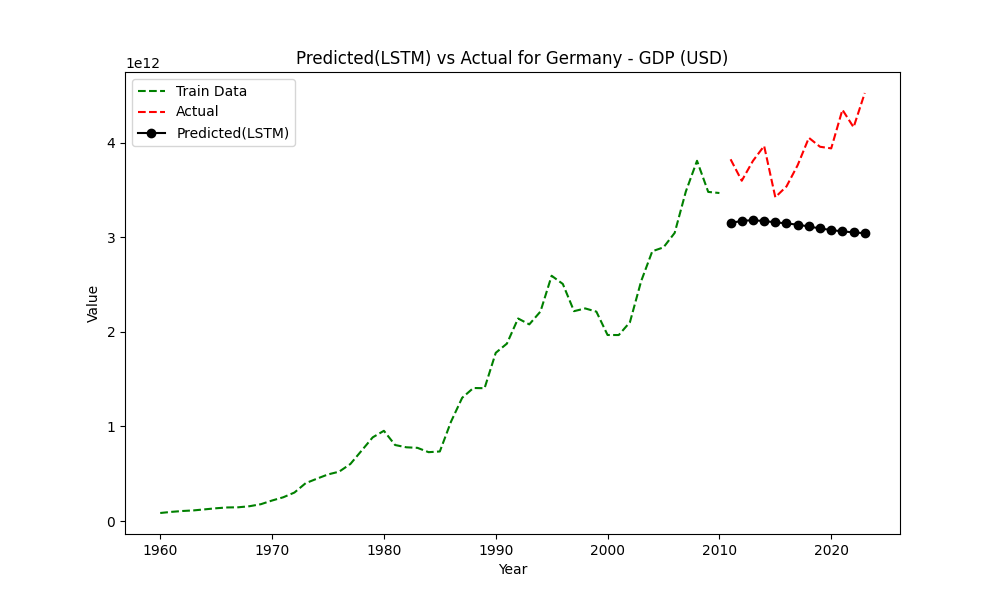 Predicted(LSTM) vs Actual for Germany - GDP (USD)
1e12
Train Data
Actual
Predicted(LSTM)
4
3
2
1
0
Value
1960 1970 1980 1990 2000 2010 2020
Year